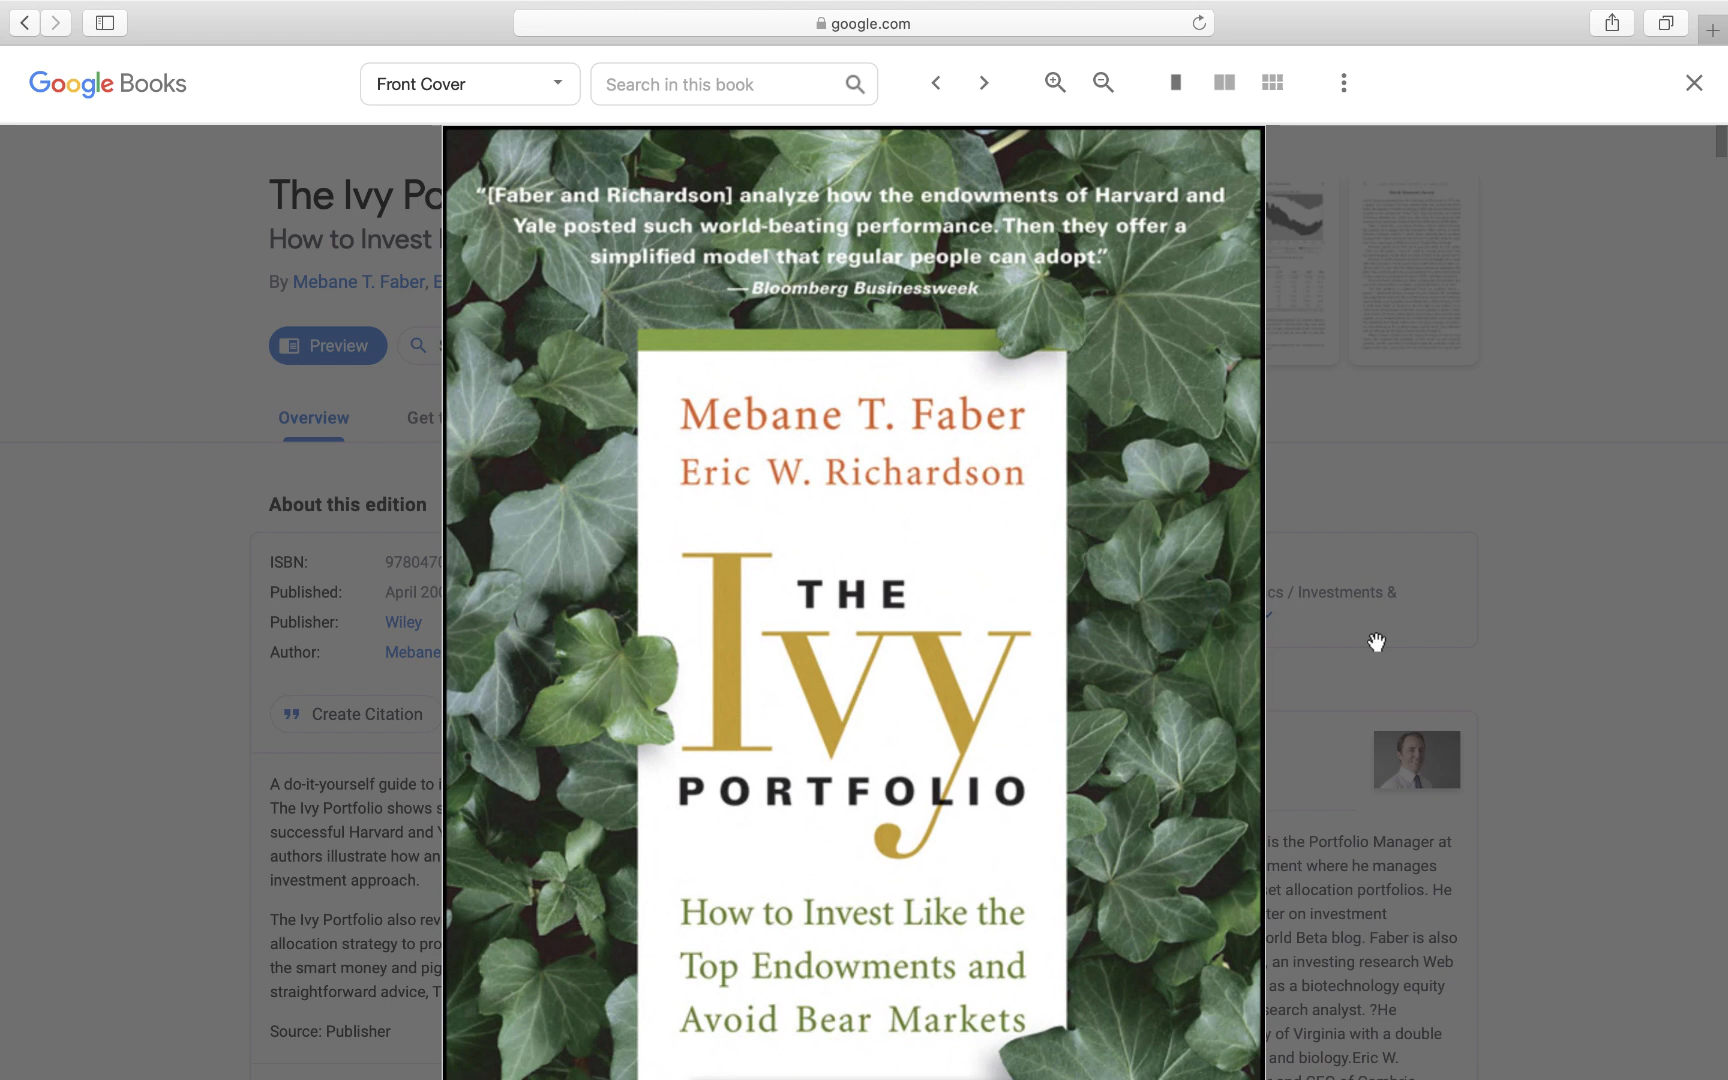 google.com
Google Books
Front Cover
Search in this book
"[Faber and Richardson] analyze how the endowments of Harvard and
Yale posted such world-beating performance. Then they offer a
simplified model that regular people can adopt."
—Bloomberg Businessweek
Mebane T. Faber
Eric W. Richardson
THE
Ivy
PORTFOLIO
How to Invest Like the
Top Endowments and
Avoid Bear Markets
The Ivy Po
How to Invest
By Mebane T. Faber, E
Preview
Overview
Get
About this edition
ISBN: 9780470
Published: April 200
Publisher: Wiley
Author: Mebane
Create Citation
A do-it-yourself guide to i
The Ivy Portfolio shows s
successful Harvard and Y
authors illustrate how an
investment approach.
The Ivy Portfolio also rev
allocation strategy to pro
the smart money and pig
straightforward advice, T
Source: Publisher
cs / Investments &
is the Portfolio Manager at
ment where he manages
et allocation portfolios. He
ter on investment
orld Beta blog. Faber is also
, an investing research Web
as a biotechnology equity
search analyst. ?He
y of Virginia with a double
and biology.Eric W.